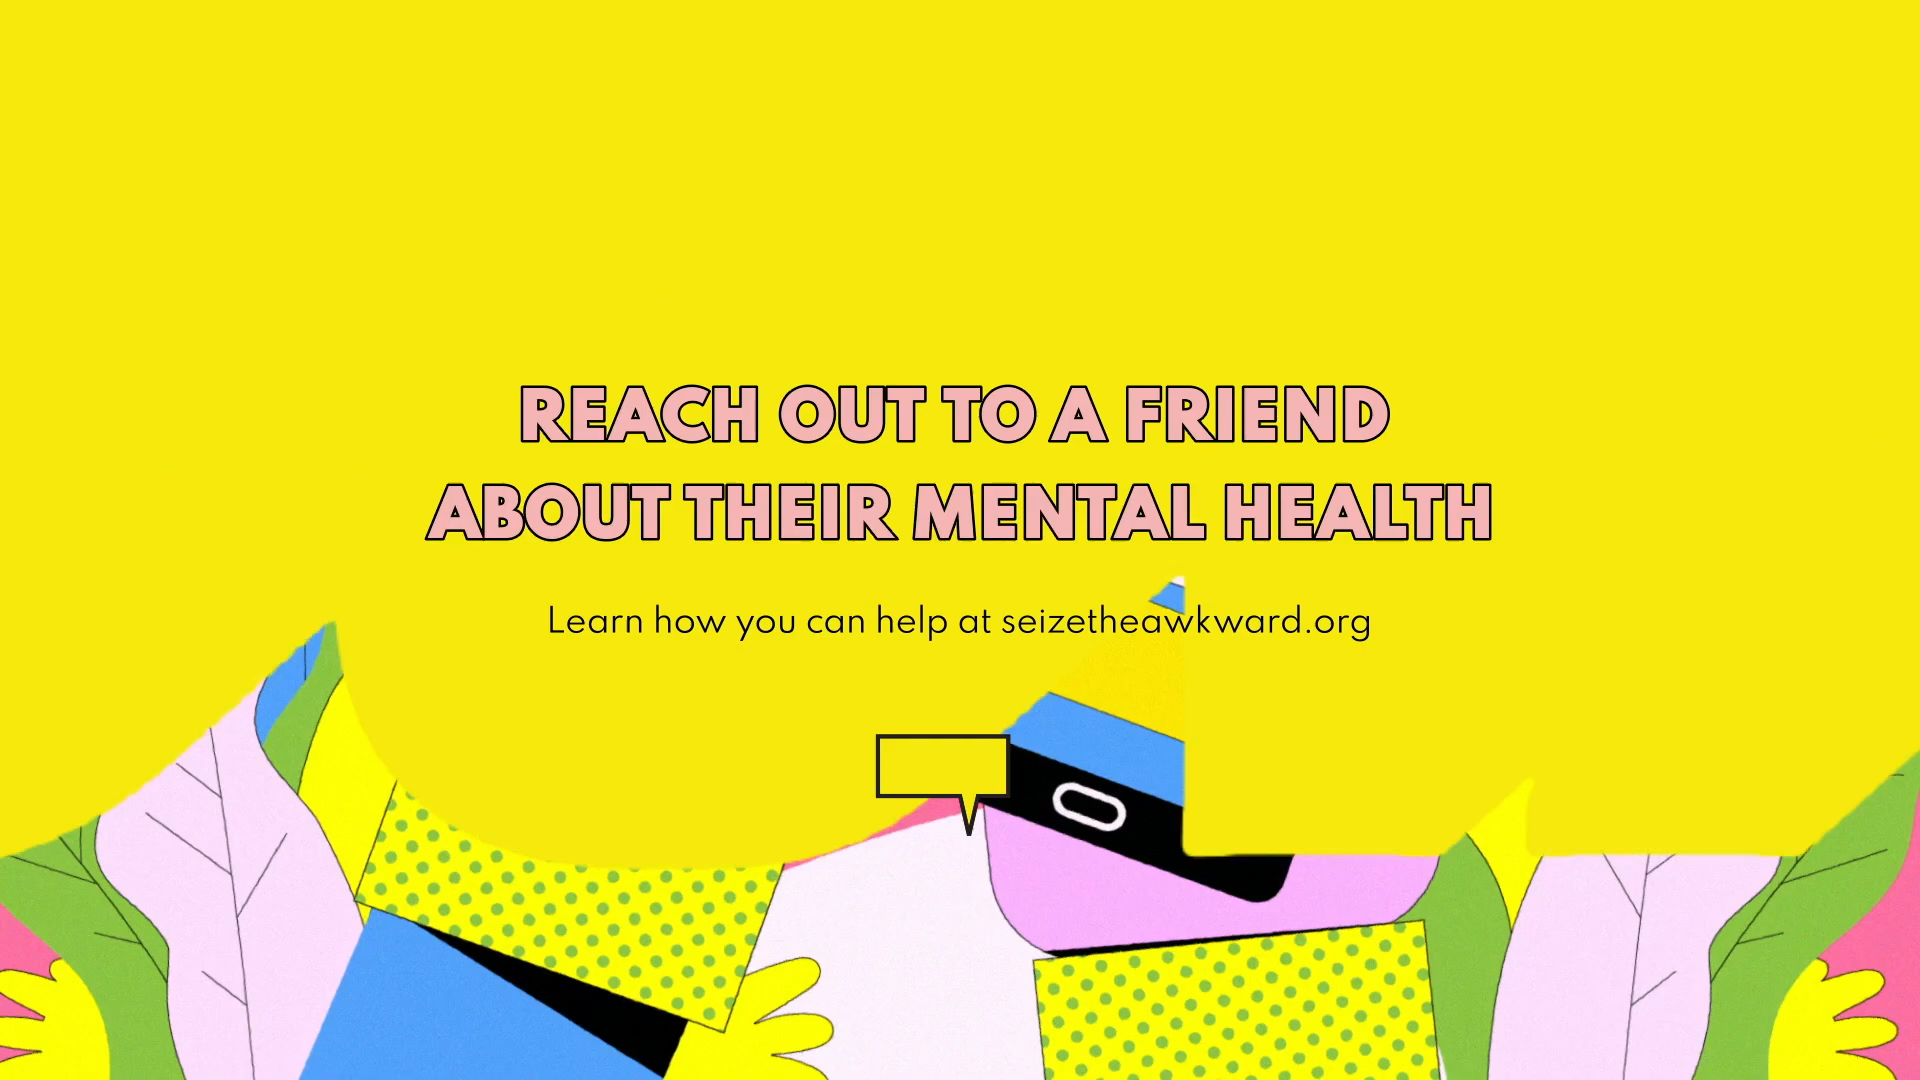 REACH OUT TO A FRIEND
ABOUT THEIR MENTAL HEALTH
Learn how you can help at seizetheawkward.org